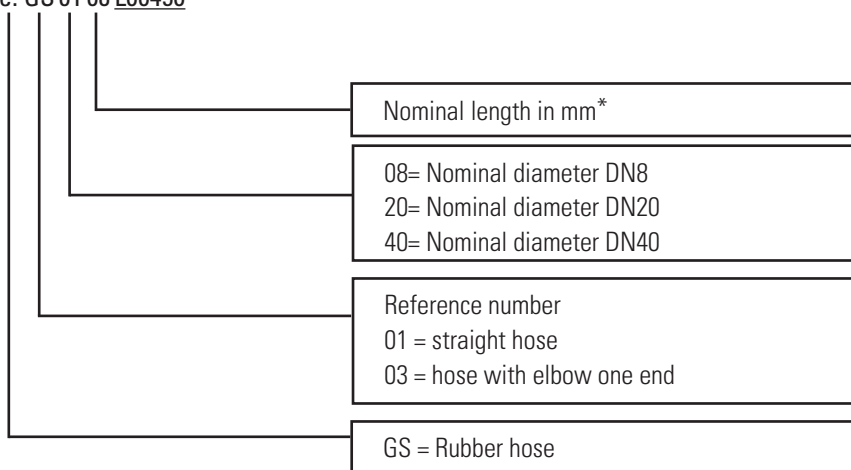 Nominal length in mm*
08= Nominal diameter DN8
20= Nominal diameter DN20
40= Nominal diameter DN40
Reference number
01 = straight hose
03 = hose with elbow one end
GS = Rubber hose